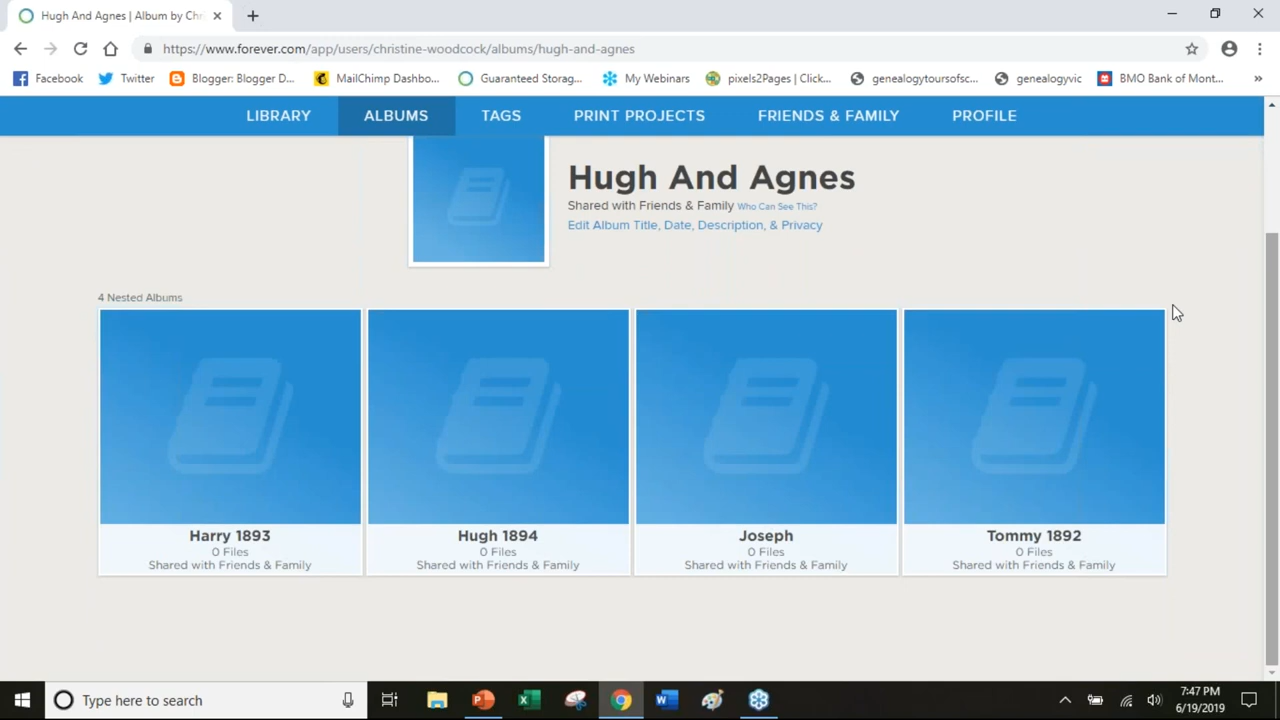 Hugh And Agnes | Album by Chri
https://www.forever.com/app/users/christine-woodcock/albums/hugh-and-agnes
Facebook Twitter Blogger: Blogger D... MailChimp Dashbo... Guaranteed Storag... My Webinars pixels2Pages | Click... genealogytoursofsc... genealogyvic BMO Bank of Mont... »
LIBRARY ALBUMS TAGS PRINT PROJECTS FRIENDS & FAMILY PROFILE
Hugh And Agnes
Shared with Friends & Family Who Can See This?
Edit Album Title, Date, Description, & Privacy
4 Nested Albums
Harry 1893 Hugh 1894 Joseph Tommy 1892
0 Files 0 Files 0 Files 0 Files
Shared with Friends & Family Shared with Friends & Family Shared with Friends & Family Shared with Friends & Family
Type here to search
7:47 PM
6/19/2019